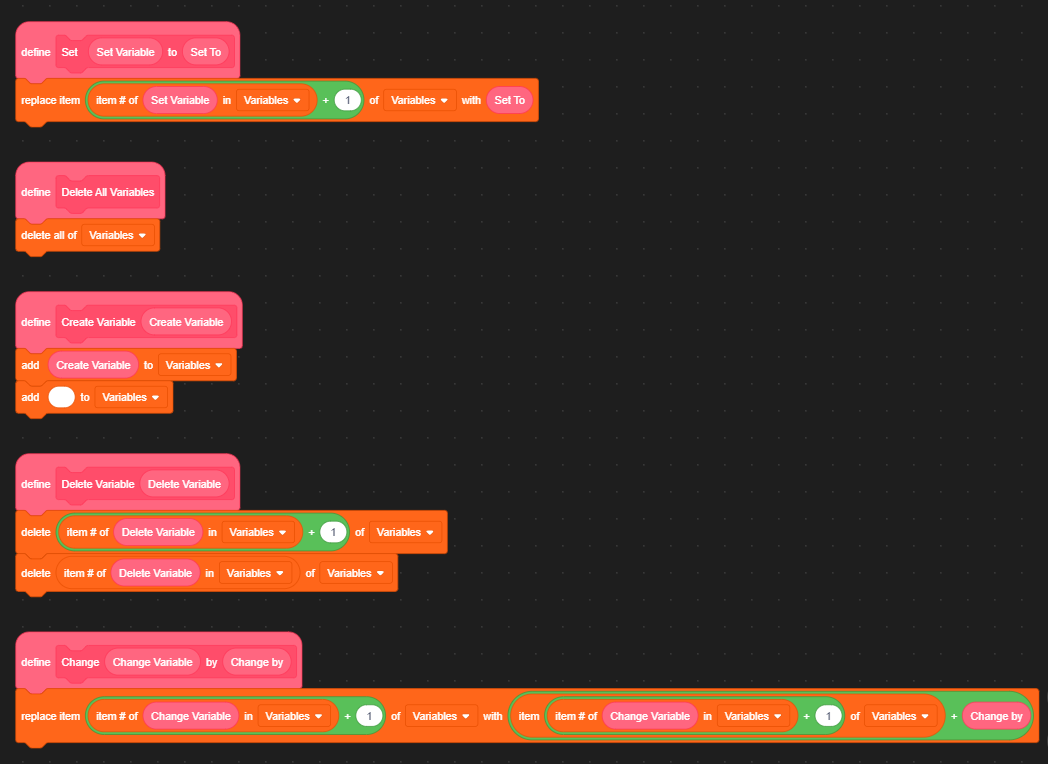 define Set Set Variable to Set To
replace item item # of Set Variable in Variables + 1 of Variables with Set To
define Delete All Variables
delete all of Variables
define Create Variable Create Variable
add Create Variable to Variables
add to Variables
define Delete Variable Delete Variable
delete item # of Delete Variable in Variables + 1 of Variables
delete item # of Delete Variable in Variables of Variables
define Change Change Variable by Change by
replace item item # of Change Variable in Variables + 1 of Variables with item item # of Change Variable in Variables + 1 of Variables + Change by